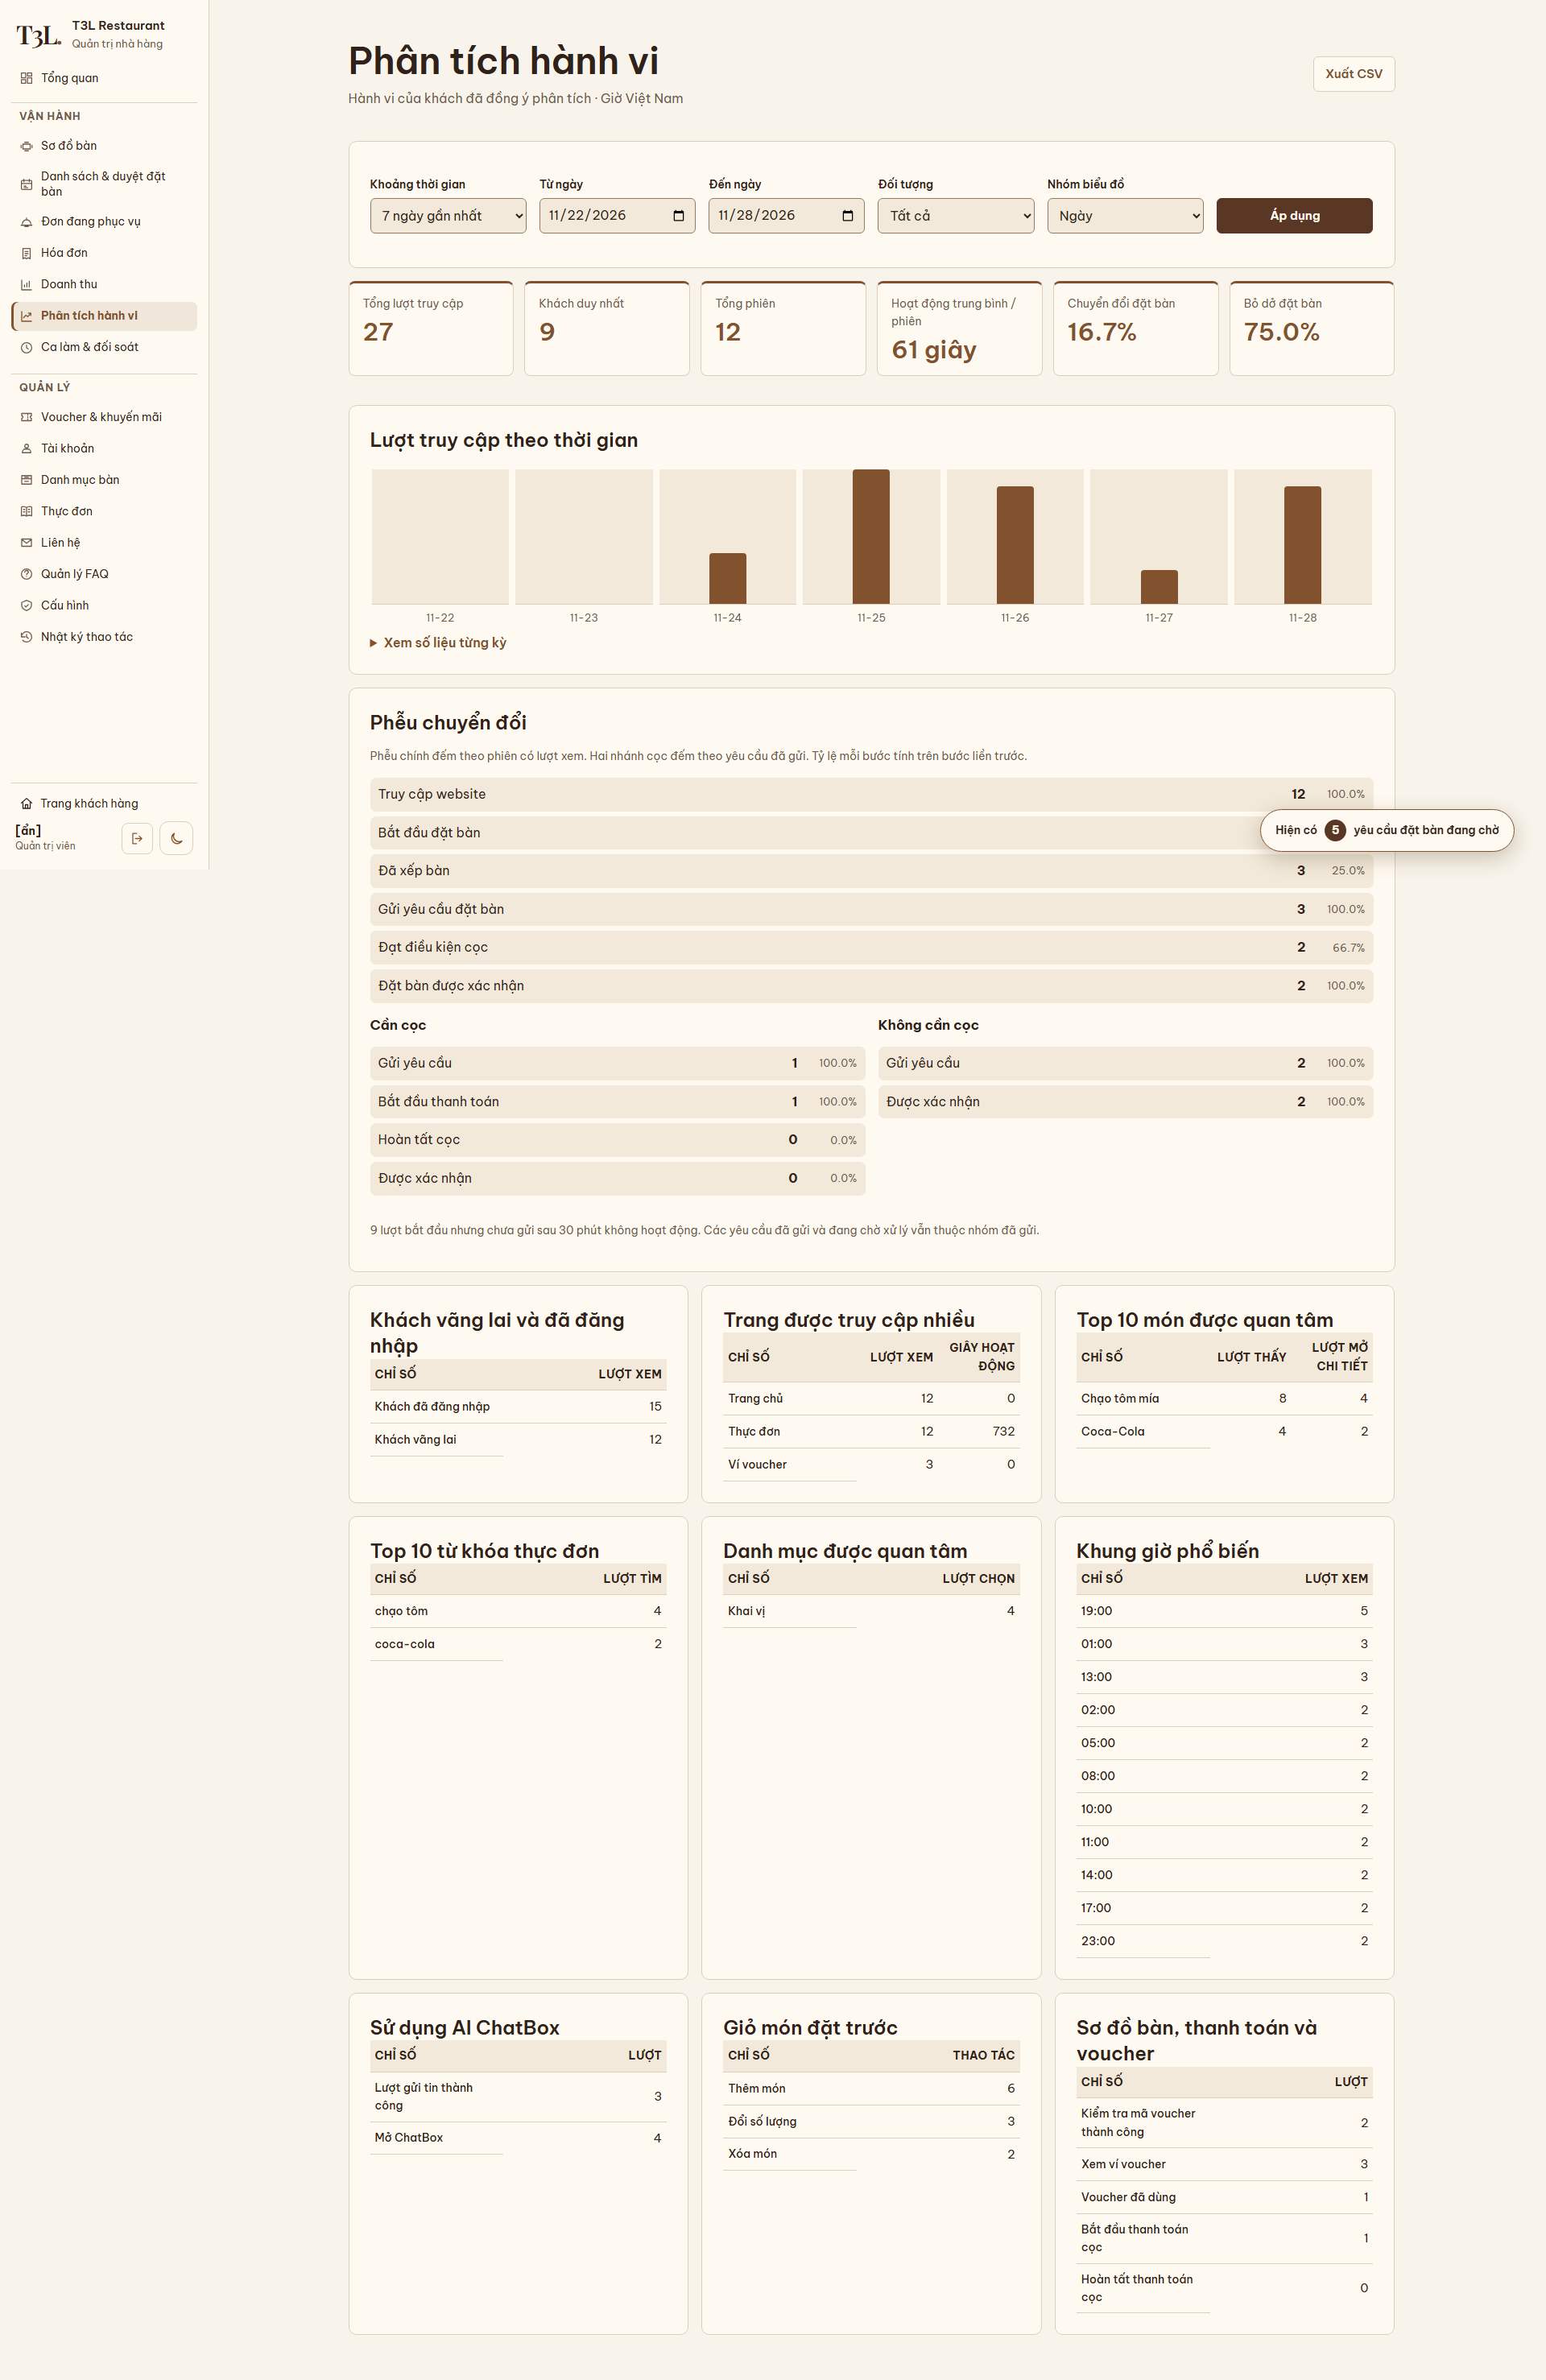 T3L.
T3L Restaurant
Quản trị nhà hàng
Tổng quan
VẬN HÀNH
Sơ đồ bàn
Danh sách & duyệt đặt
bàn
Đơn đang phục vụ
Hóa đơn
Doanh thu
Phân tích hành vi
Ca làm & đối soát
QUẢN LÝ
Voucher & khuyến mãi
Tài khoản
Danh mục bàn
Thực đơn
Liên hệ
Quản lý FAQ
Cấu hình
Nhật ký thao tác
Trang khách hàng
[ẩn]
Quản trị viên
Phân tích hành vi
Hành vi của khách đã đồng ý phân tích · Giờ Việt Nam
Xuất CSV
Khoảng thời gian
Từ ngày
Đến ngày
Đối tượng
Nhóm biểu đồ
7 ngày gần nhất
11/22/2026
11/28/2026
Tất cả
Ngày
Áp dụng
Tổng lượt truy cập
27
Khách duy nhất
9
Tổng phiên
12
Hoạt động trung bình /
phiên
61 giây
Chuyển đổi đặt bàn
16.7%
Bỏ dở đặt bàn
75.0%
Lượt truy cập theo thời gian
11-22 11-23 11-24 11-25 11-26 11-27 11-28
Xem số liệu từng kỳ
Phễu chuyển đổi
Phễu chính đếm theo phiên có lượt xem. Hai nhánh cọc đếm theo yêu cầu đã gửi. Tỷ lệ mỗi bước tính trên bước liền trước.
Truy cập website 12 100.0%
Bắt đầu đặt bàn
Hiện có 5 yêu cầu đặt bàn đang chờ
Đã xếp bàn 3 25.0%
Gửi yêu cầu đặt bàn 3 100.0%
Đạt điều kiện cọc 2 66.7%
Đặt bàn được xác nhận 2 100.0%
Cần cọc
Gửi yêu cầu 1 100.0%
Bắt đầu thanh toán 1 100.0%
Hoàn tất cọc 0 0.0%
Được xác nhận 0 0.0%
Không cần cọc
Gửi yêu cầu 2 100.0%
Được xác nhận 2 100.0%
9 lượt bắt đầu nhưng chưa gửi sau 30 phút không hoạt động. Các yêu cầu đã gửi và đang chờ xử lý vẫn thuộc nhóm đã gửi.
Khách vãng lai và đã đăng
nhập
CHỈ SỐ LƯỢT XEM
Khách đã đăng nhập 15
Khách vãng lai 12
Trang được truy cập nhiều
CHỈ SỐ LƯỢT XEM GIÂY HOẠT
ĐỘNG
Trang chủ 12 0
Thực đơn 12 732
Ví voucher 3 0
Top 10 món được quan tâm
CHỈ SỐ LƯỢT THẤY LƯỢT MỞ
CHI TIẾT
Chạo tôm mía 8 4
Coca-Cola 4 2
Top 10 từ khóa thực đơn
CHỈ SỐ LƯỢT TÌM
chạo tôm 4
coca-cola 2
Danh mục được quan tâm
CHỈ SỐ LƯỢT CHỌN
Khai vị 4
Khung giờ phổ biến
CHỈ SỐ LƯỢT XEM
19:00 5
01:00 3
13:00 3
02:00 2
05:00 2
08:00 2
10:00 2
11:00 2
14:00 2
17:00 2
23:00 2
Sử dụng AI ChatBox
CHỈ SỐ LƯỢT
Lượt gửi tin thành
công 3
Mở ChatBox 4
Giỏ món đặt trước
CHỈ SỐ THAO TÁC
Thêm món 6
Đổi số lượng 3
Xóa món 2
Sơ đồ bàn, thanh toán và
voucher
CHỈ SỐ LƯỢT
Kiểm tra mã voucher
thành công 2
Xem ví voucher 3
Voucher đã dùng 1
Bắt đầu thanh toán
cọc 1
Hoàn tất thanh toán
cọc 0